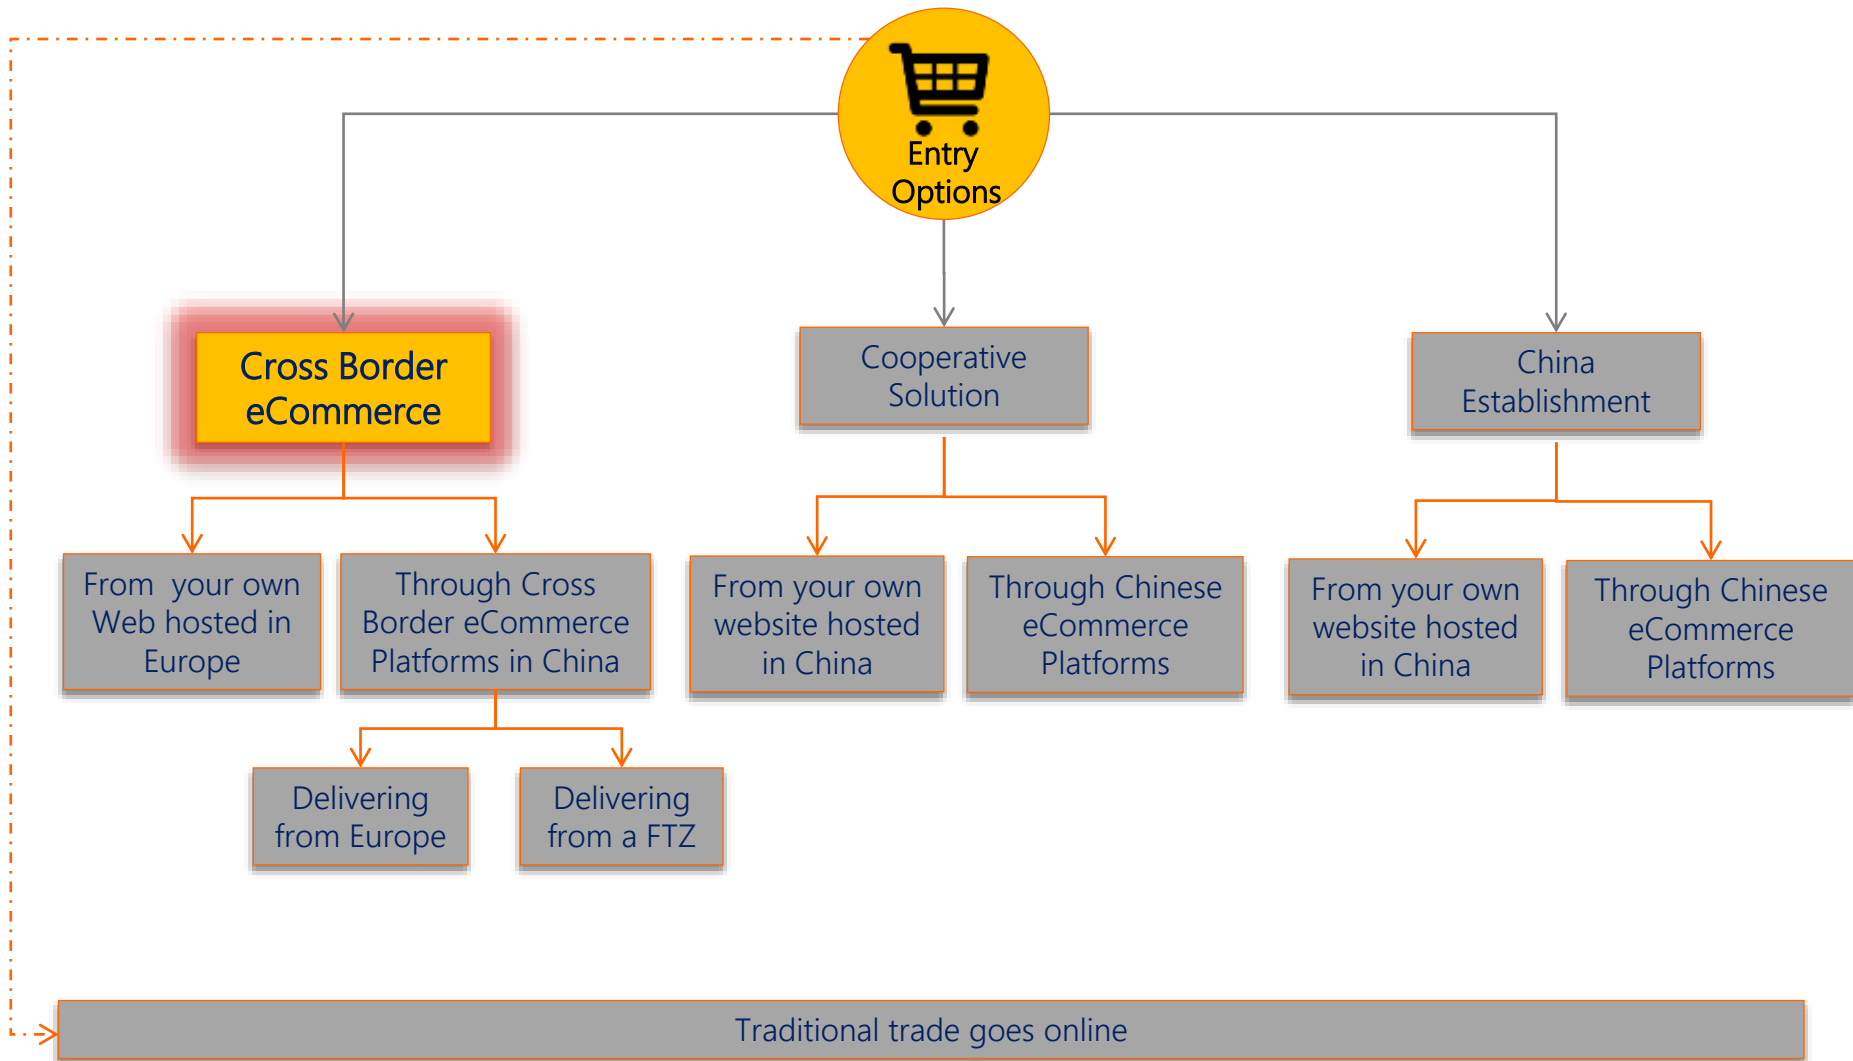 Entry
Options
Cross Border
eCommerce
Cooperative
Solution
China
Establishment
From your own
Web hosted in
Europe
Through Cross
Border eCommerce
Platforms in China
From your own
website hosted
in China
Through Chinese
eCommerce
Platforms
From your own
website hosted
in China
Through Chinese
eCommerce
Platforms
Delivering
from Europe
Delivering
from a FTZ
Traditional trade goes online